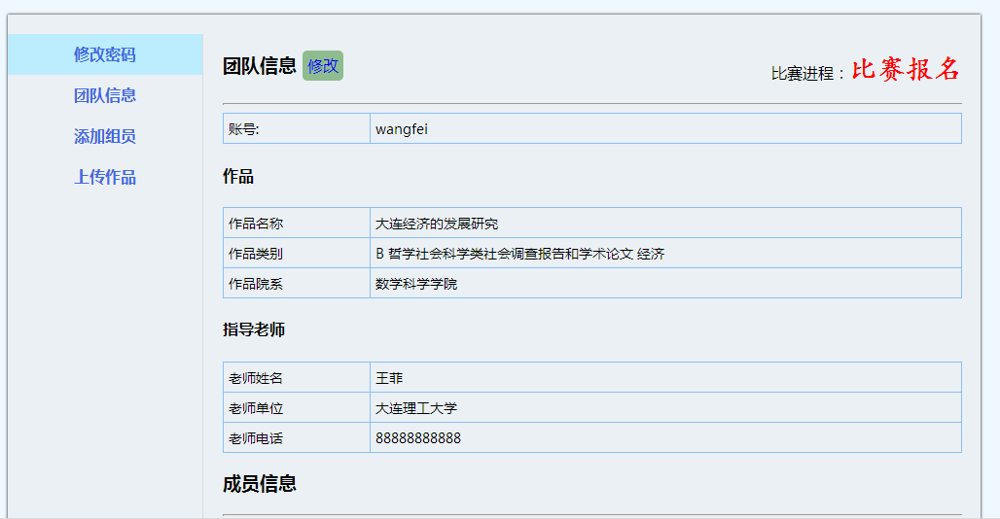 修改密码
团队信息
添加组员
上传作品
团队信息 修改
比赛进程：比赛报名
账号: wangfei
作品
作品名称 大连经济的发展研究
作品类别 B 哲学社会科学类社会调查报告和学术论文 经济
作品院系 数学科学学院
指导老师
老师姓名 王菲
老师单位 大连理工大学
老师电话 88888888888
成员信息